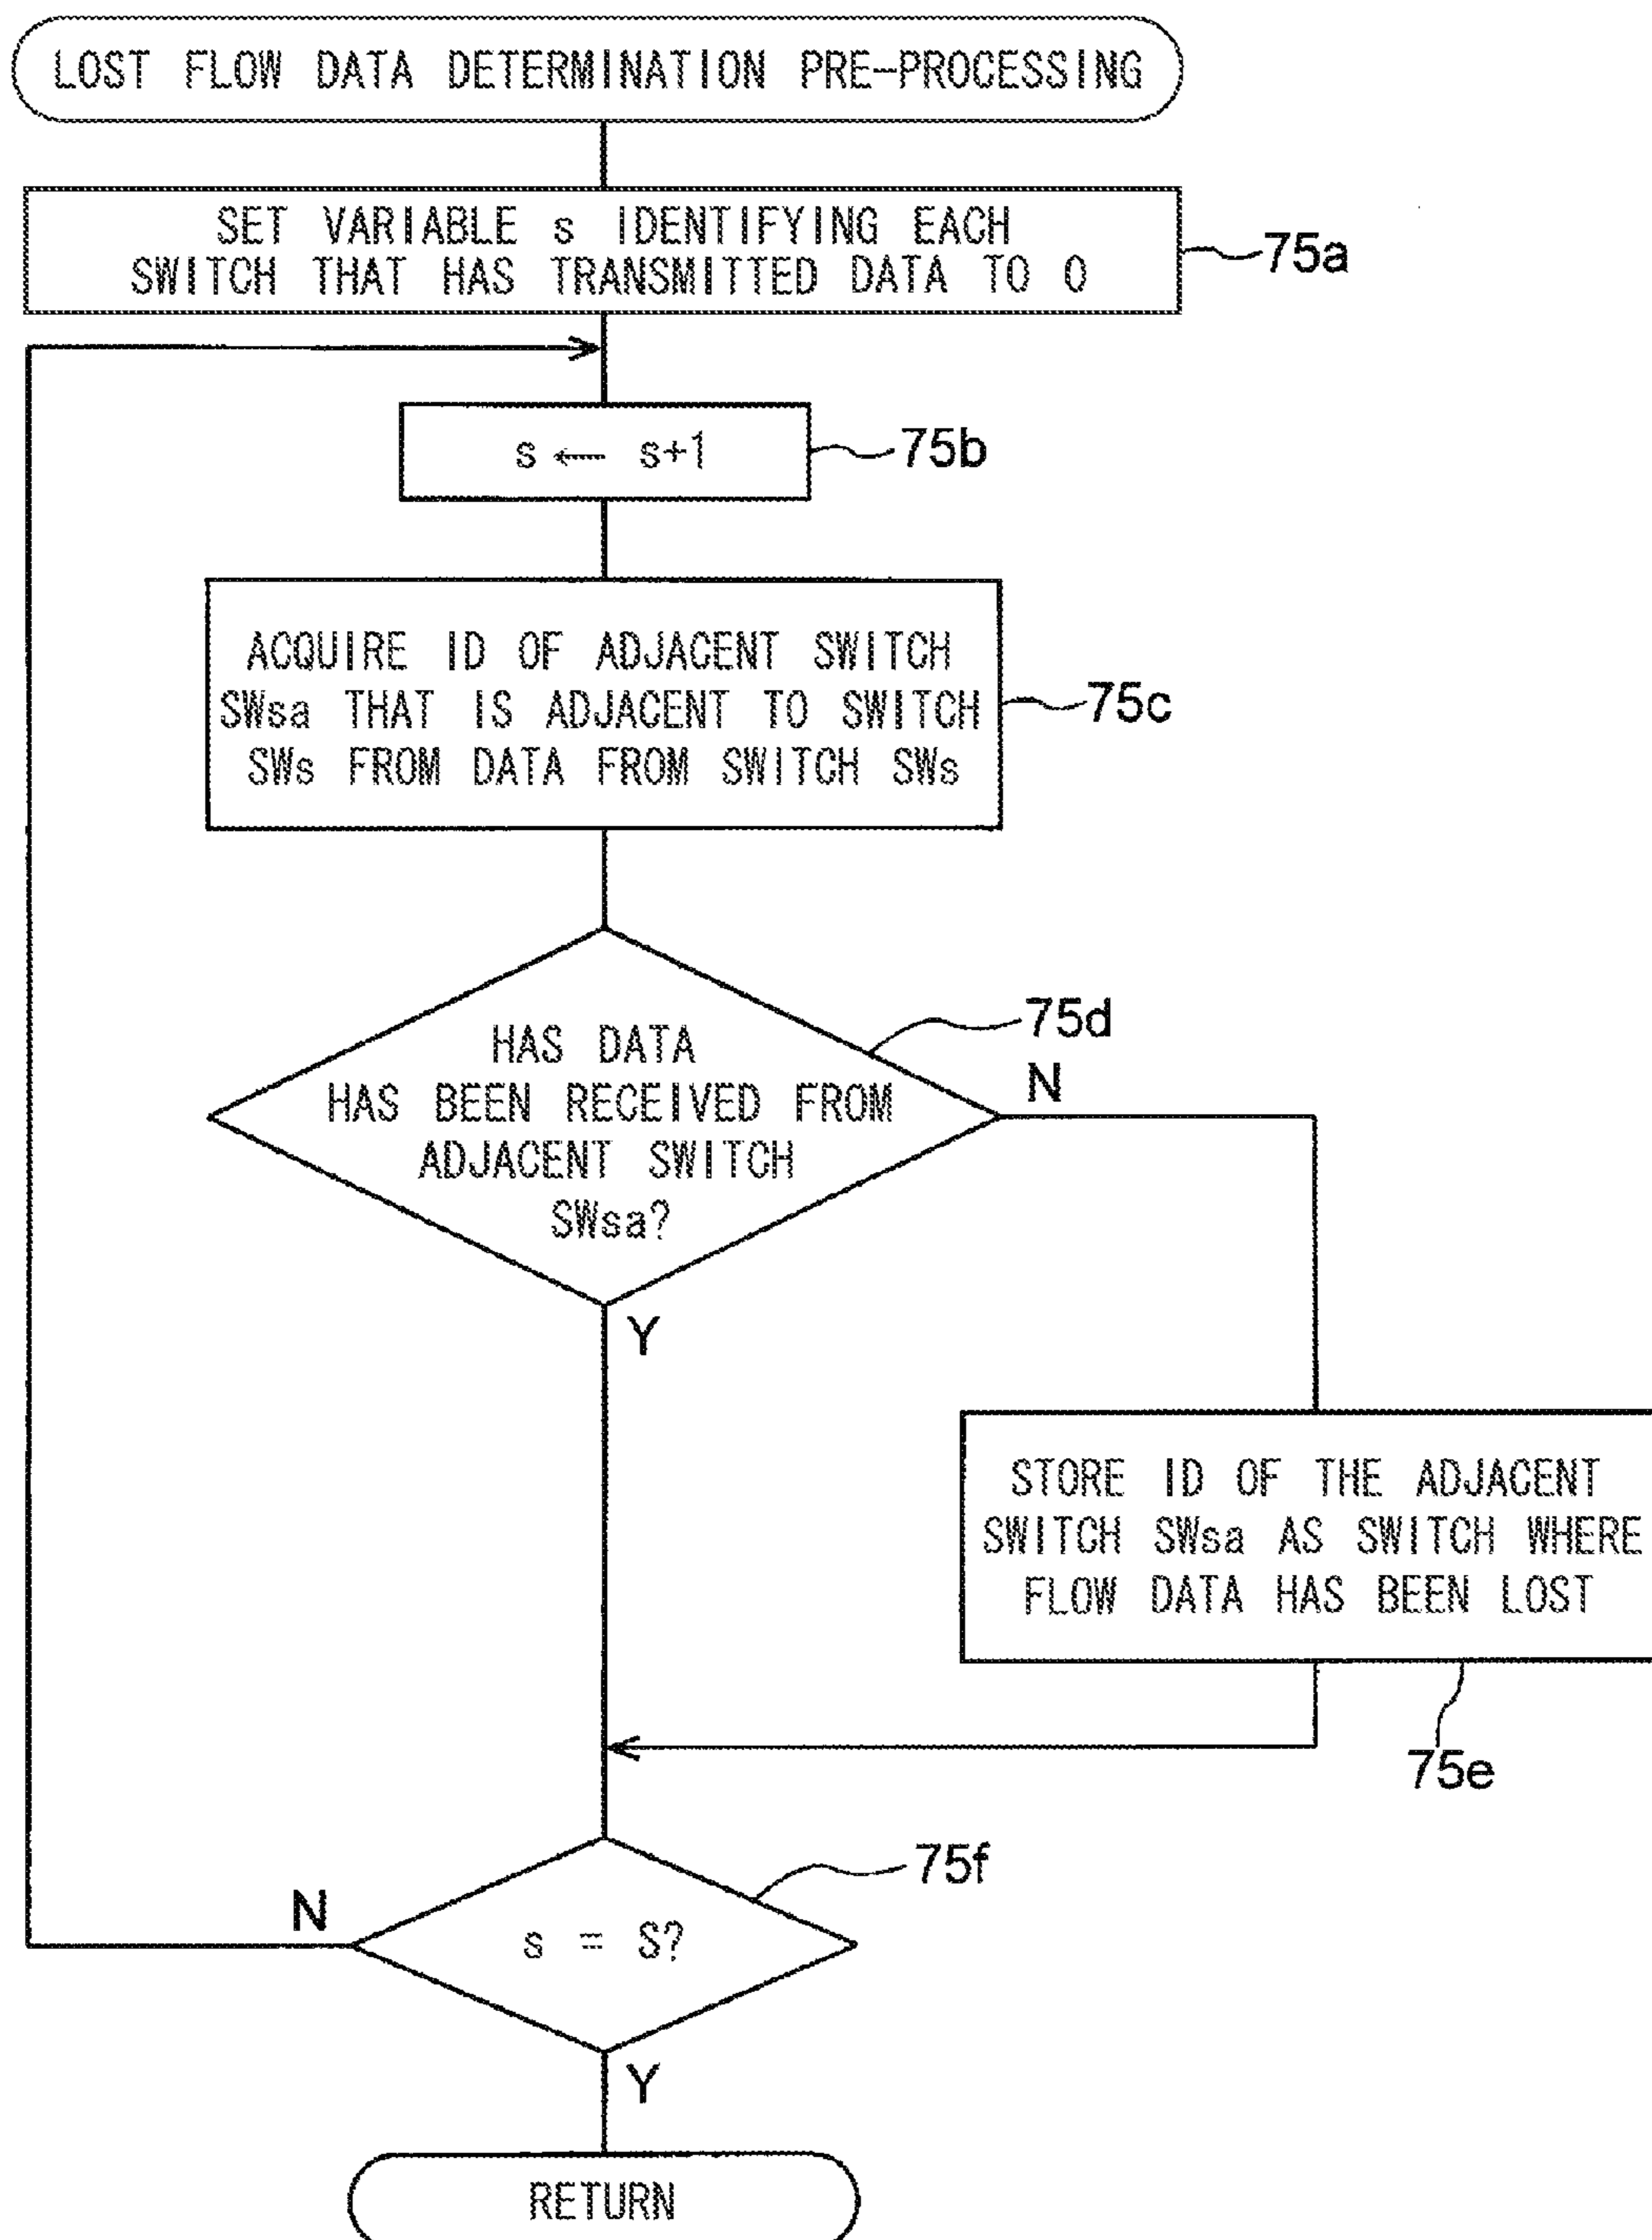 LOST FLOW DATA DETERMINATION PRE-PROCESSING
SET VARIABLE s IDENTIFYING EACH
SWITCH THAT HAS TRANSMITTED DATA TO 0
75a
s ← s+1
75b
ACQUIRE ID OF ADJACENT SWITCH
SWsa THAT IS ADJACENT TO SWITCH
SWs FROM DATA FROM SWITCH SWs
75c
HAS DATA
HAS BEEN RECEIVED FROM
ADJACENT SWITCH
SWsa?
75d
N
Y
STORE ID OF THE ADJACENT
SWITCH SWsa AS SWITCH WHERE
FLOW DATA HAS BEEN LOST
75e
s = S?
75f
N
Y
RETURN